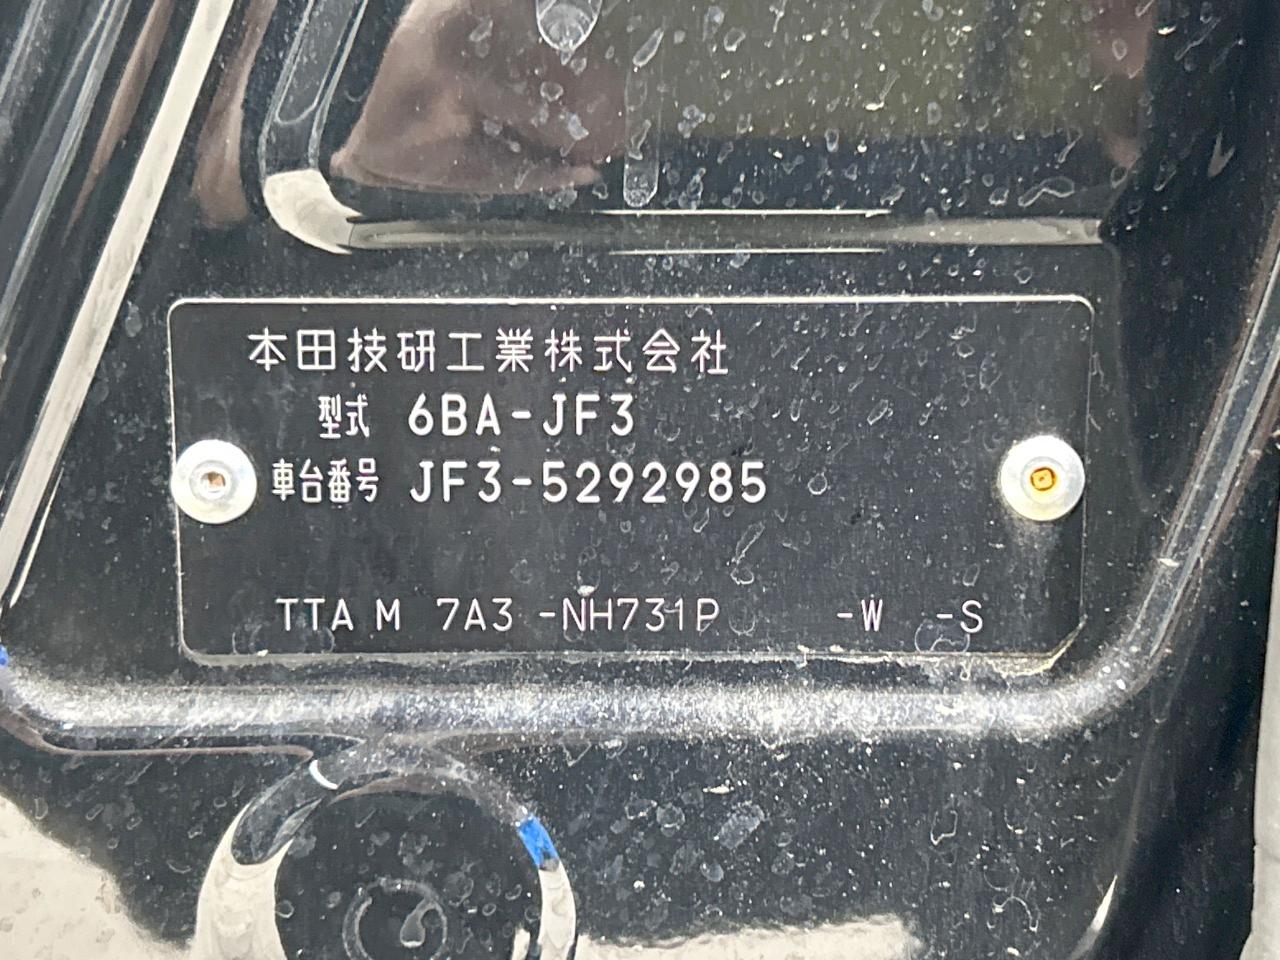 本田技研工業株式会社
型式 6BA-JF3
車台番号 JF3-5292985
TTA M 7A3 -NH731P -W -S